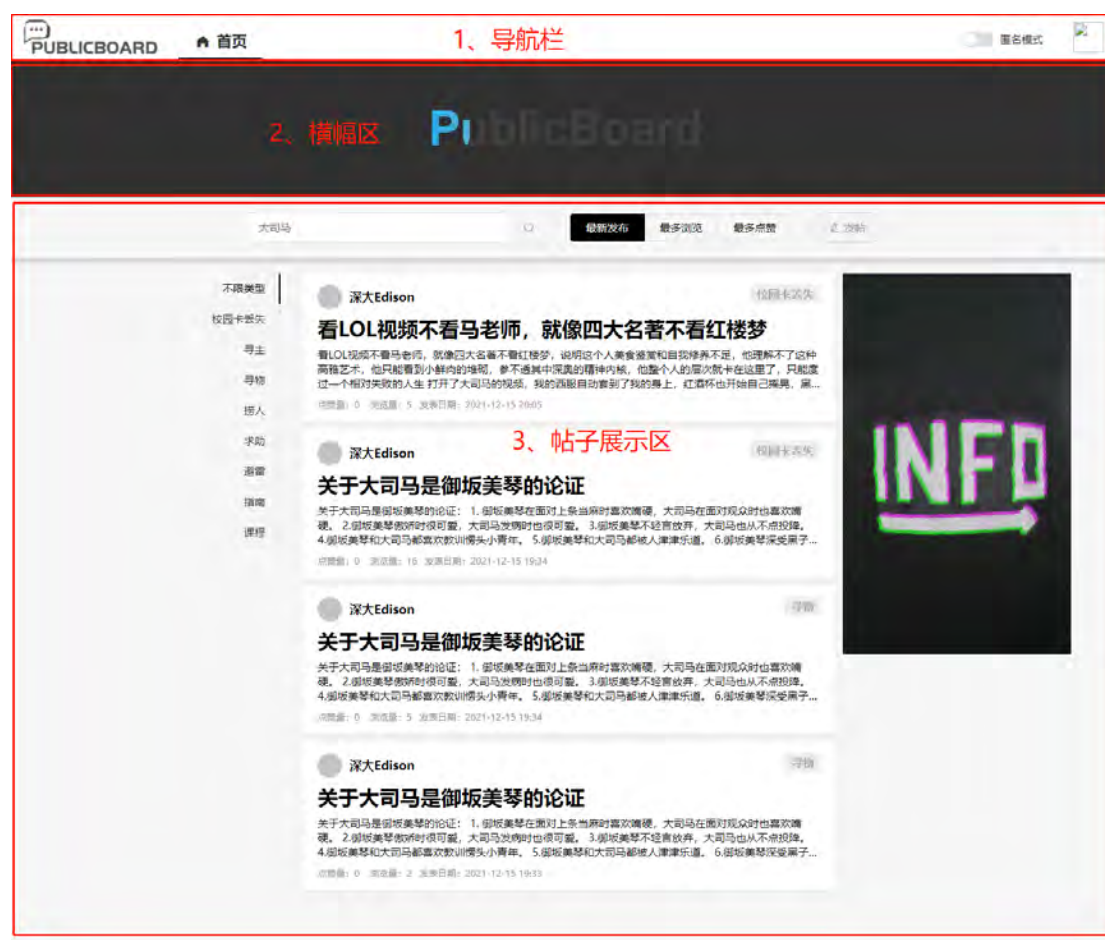 PUBLICBOARD
首页
1、导航栏
匿名模式
2、横幅区
PublicBoard
大司马
最新发布
最多浏览
最多点赞
发帖
不限类型
校园卡丢失
寻主
寻物
捞人
求助
避雷
指南
课程
深大Edison
校园卡丢失
看LOL视频不看马老师，就像四大名著不看红楼梦
看LOL视频不看马老师，就像四大名著不看红楼梦，说明这个人美食鉴赏和自我修养不足，他理解不了这种
高雅艺术，他只能看到小鲜肉的堆砌，参不透其中深奥的精神内核，他整个人的层次就卡在这里了，只能度
过一个相对失败的人生 打开了大司马的视频，我的西服自动套到了我的身上，红酒杯也开始自己摇晃，黑...
点赞量：0 浏览量：5 发表日期：2021-12-15 20:05
3、帖子展示区
深大Edison
校园卡丢失
关于大司马是御坂美琴的论证
关于大司马是御坂美琴的论证： 1.御坂美琴在面对上条当麻时喜欢嘴硬，大司马在面对观众时也喜欢嘴
硬。 2.御坂美琴傲娇时很可爱，大司马发病时也很可爱。 3.御坂美琴不轻言放弃，大司马也从不点投降。
4.御坂美琴和大司马都喜欢教训愣头小青年。 5.御坂美琴和大司马都被人津津乐道。 6.御坂美琴深受黑子...
点赞量：0 浏览量：16 发表日期：2021-12-15 19:34
深大Edison
寻物
关于大司马是御坂美琴的论证
关于大司马是御坂美琴的论证： 1.御坂美琴在面对上条当麻时喜欢嘴硬，大司马在面对观众时也喜欢嘴
硬。 2.御坂美琴傲娇时很可爱，大司马发病时也很可爱。 3.御坂美琴不轻言放弃，大司马也从不点投降。
4.御坂美琴和大司马都喜欢教训愣头小青年。 5.御坂美琴和大司马都被人津津乐道。 6.御坂美琴深受黑子...
点赞量：0 浏览量：5 发表日期：2021-12-15 19:34
深大Edison
寻物
关于大司马是御坂美琴的论证
关于大司马是御坂美琴的论证： 1.御坂美琴在面对上条当麻时喜欢嘴硬，大司马在面对观众时也喜欢嘴
硬。 2.御坂美琴傲娇时很可爱，大司马发病时也很可爱。 3.御坂美琴不轻言放弃，大司马也从不点投降。
4.御坂美琴和大司马都喜欢教训愣头小青年。 5.御坂美琴和大司马都被人津津乐道。 6.御坂美琴深受黑子...
点赞量：0 浏览量：2 发表日期：2021-12-15 19:33
INFO